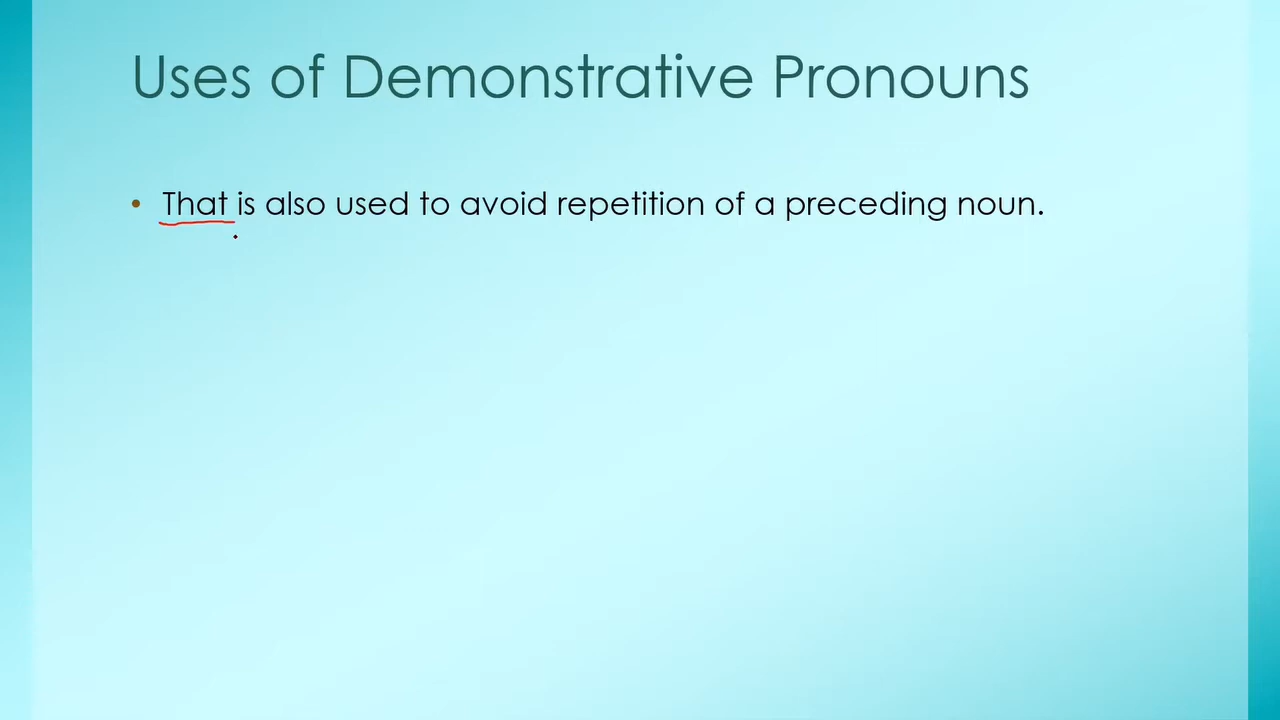 Uses of Demonstrative Pronouns
• That is also used to avoid repetition of a preceding noun.